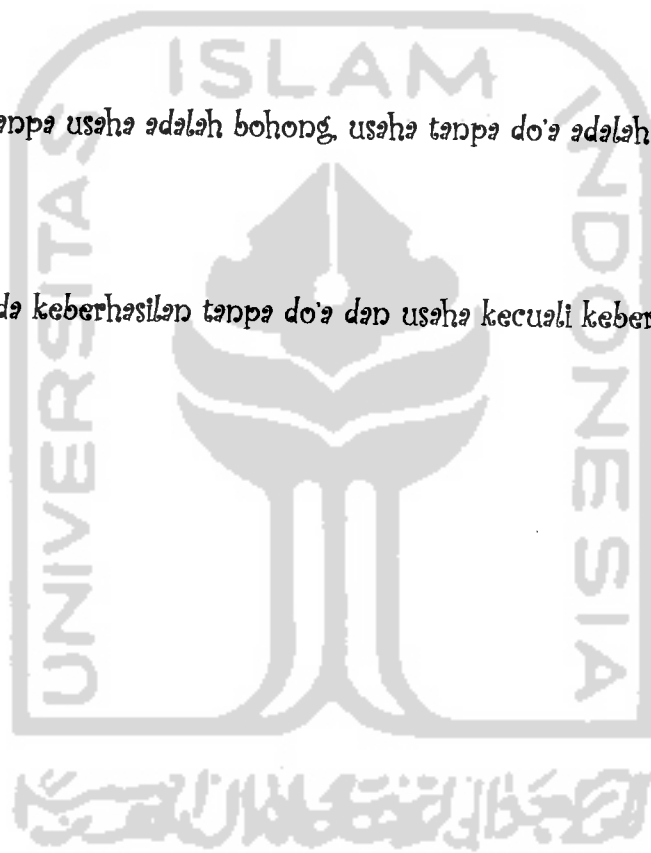 ISLAM
anpa usaha adalah bohong, usaha tanpa do'a adalah
da keberhasilan tanpa do'a dan usaha kecuali keber
UNIVERSITAS
INDONESIA